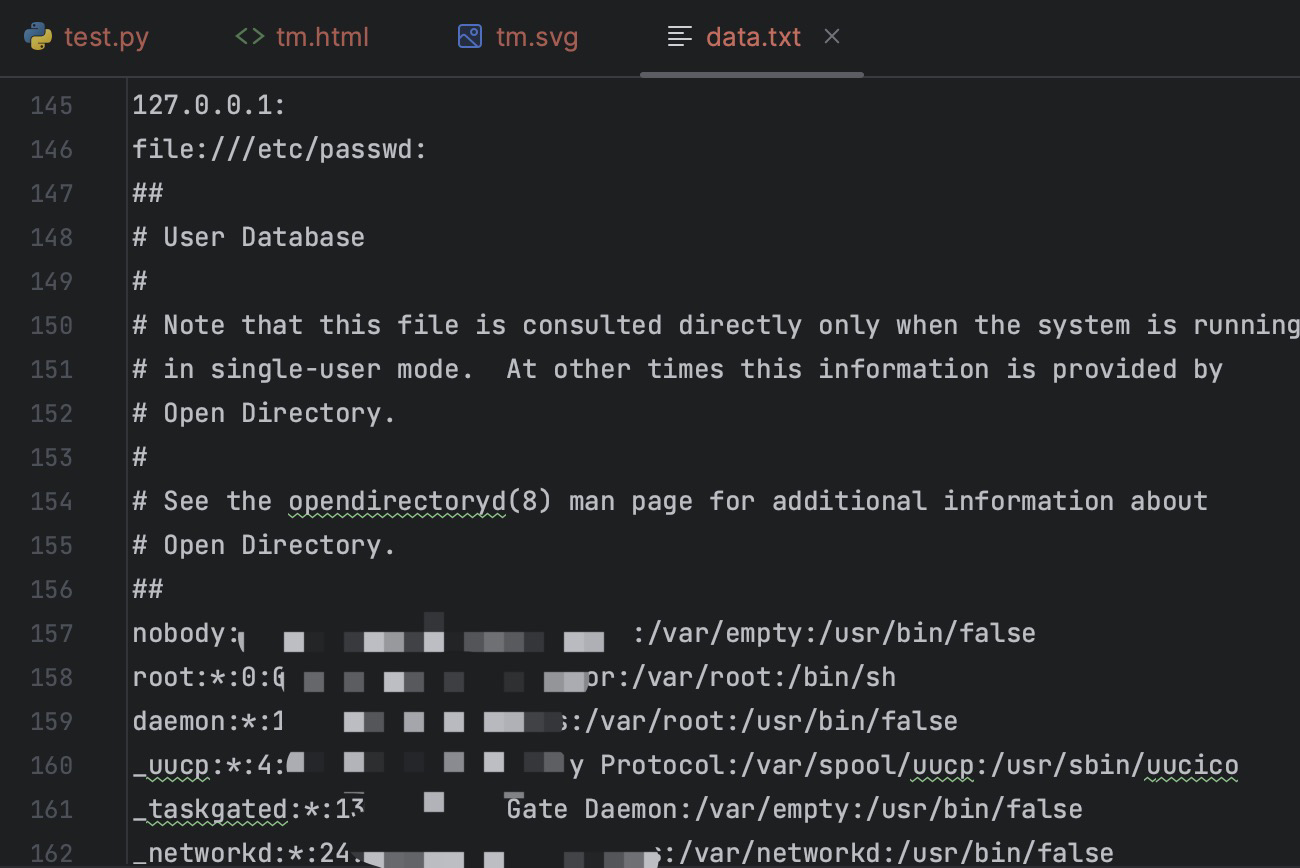 test.py
tm.html
tm.svg
data.txt
145 127.0.0.1:
146 file:///etc/passwd:
147 ##
148 # User Database
149 #
150 # Note that this file is consulted directly only when the system is running
151 # in single-user mode.  At other times this information is provided by
152 # Open Directory.
153 #
154 # See the opendirectoryd(8) man page for additional information about
155 # Open Directory.
156 ##
157 nobody: :/var/empty:/usr/bin/false
158 root:*:0:0 or:/var/root:/bin/sh
159 daemon:*:1 s:/var/root:/usr/bin/false
160 _uucp:*:4: y Protocol:/var/spool/uucp:/usr/sbin/uucico
161 _taskgated:*:13 Gate Daemon:/var/empty:/usr/bin/false
162 _networkd:*:24: s:/var/networkd:/usr/bin/false